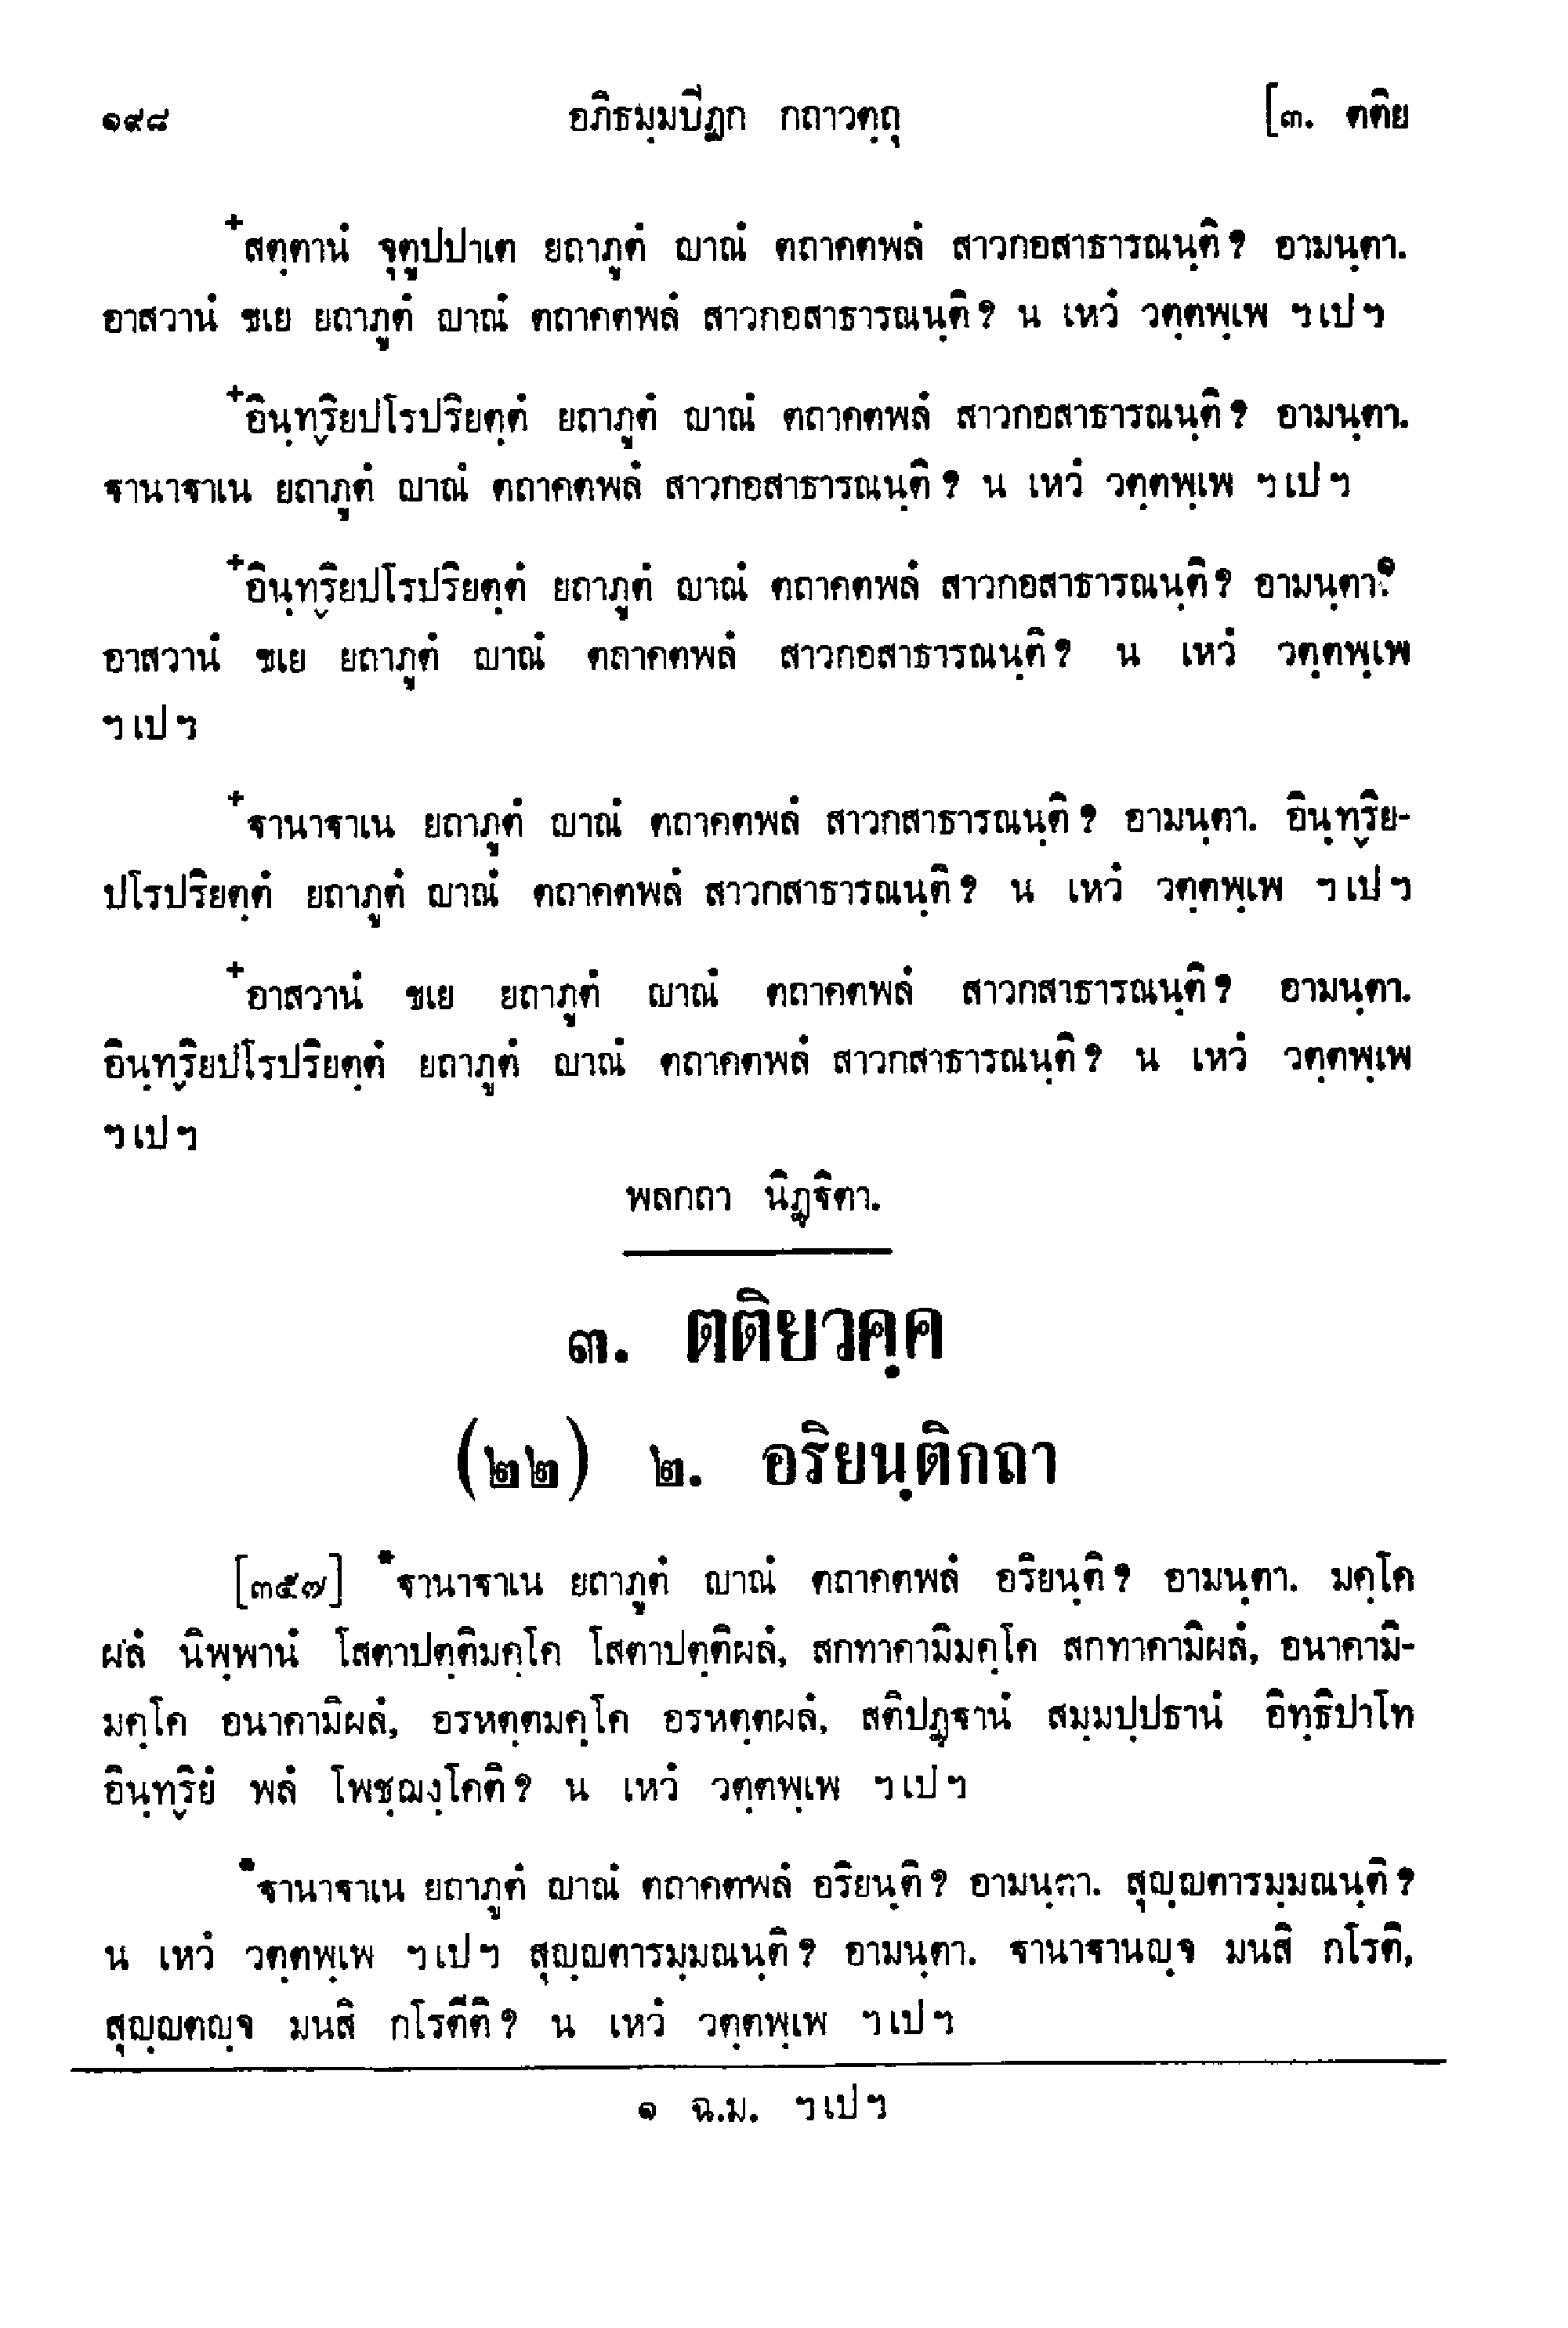 ๑๙๘ อภิธมฺมปีฏก กถาวตฺถุ [๓. ตติย
+สตฺตานํ จุตูปปาเต ยถาภูตํ ญาณํ ตถาคตพลํ สาวกอสาธารณนฺติ? อามนฺตา.
อาสวานํ ขเย ยถาภูตํ ญาณํ ตถาคตพลํ สาวกอสาธารณนฺติ? น เหวํ วตฺตพฺเพ ฯเปฯ
+อินฺทฺริยปโรปริยตฺตํ ยถาภูตํ ญาณํ ตถาคตพลํ สาวกอสาธารณนฺติ? อามนฺตา.
ฐานาฐาเน ยถาภูตํ ญาณํ ตถาคตพลํ สาวกอสาธารณนฺติ? น เหวํ วตฺตพฺเพ ฯเปฯ
+อินฺทฺริยปโรปริยตฺตํ ยถาภูตํ ญาณํ ตถาคตพลํ สาวกอสาธารณนฺติ? อามนฺตา.๑
อาสวานํ ขเย ยถาภูตํ ญาณํ ตถาคตพลํ สาวกอสาธารณนฺติ? น เหวํ วตฺตพฺเพ
ฯเปฯ
+ฐานาฐาเน ยถาภูตํ ญาณํ ตถาคตพลํ สาวกสาธารณนฺติ? อามนฺตา. อินฺทฺริย-
ปโรปริยตฺตํ ยถาภูตํ ญาณํ ตถาคตพลํ สาวกสาธารณนฺติ? น เหวํ วตฺตพฺเพ ฯเปฯ
+อาสวานํ ขเย ยถาภูตํ ญาณํ ตถาคตพลํ สาวกสาธารณนฺติ? อามนฺตา.
อินฺทฺริยปโรปริยตฺตํ ยถาภูตํ ญาณํ ตถาคตพลํ สาวกสาธารณนฺติ? น เหวํ วตฺตพฺเพ
ฯเปฯ
พลกถา นิฏฺฐิตา.
๓. ตติยวคฺค
(๒๒) ๒. อริยนฺติกถา
[๓๕๗] *ฐานาฐาเน ยถาภูตํ ญาณํ ตถาคตพลํ อริยนฺติ? อามนฺตา. มคฺโค
ผลํ นิพฺพานํ โสตาปตฺติมคฺโค โสตาปตฺติผลํ, สกทาคามิมคฺโค สกทาคามิผลํ, อนาคามิ-
มคฺโค อนาคามิผลํ, อรหตฺตมคฺโค อรหตฺตผลํ, สติปฏฺฐานํ สมฺมปฺปธานํ อิทฺธิปาโท
อินฺทฺริยํ พลํ โพชฺฌงฺโคติ? น เหวํ วตฺตพฺเพ ฯเปฯ
*ฐานาฐาเน ยถาภูตํ ญาณํ ตถาคตพลํ อริยนฺติ? อามนฺตา. สุญฺญตารมฺมณนฺติ?
น เหวํ วตฺตพฺเพ ฯเปฯ สุญฺญตารมฺมณนฺติ? อามนฺตา. ฐานาฐานญฺจ มนสิ กโรติ,
สุญฺญตญฺจ มนสิ กโรตีติ? น เหวํ วตฺตพฺเพ ฯเปฯ
๑ ฉ.ม. ฯเปฯ